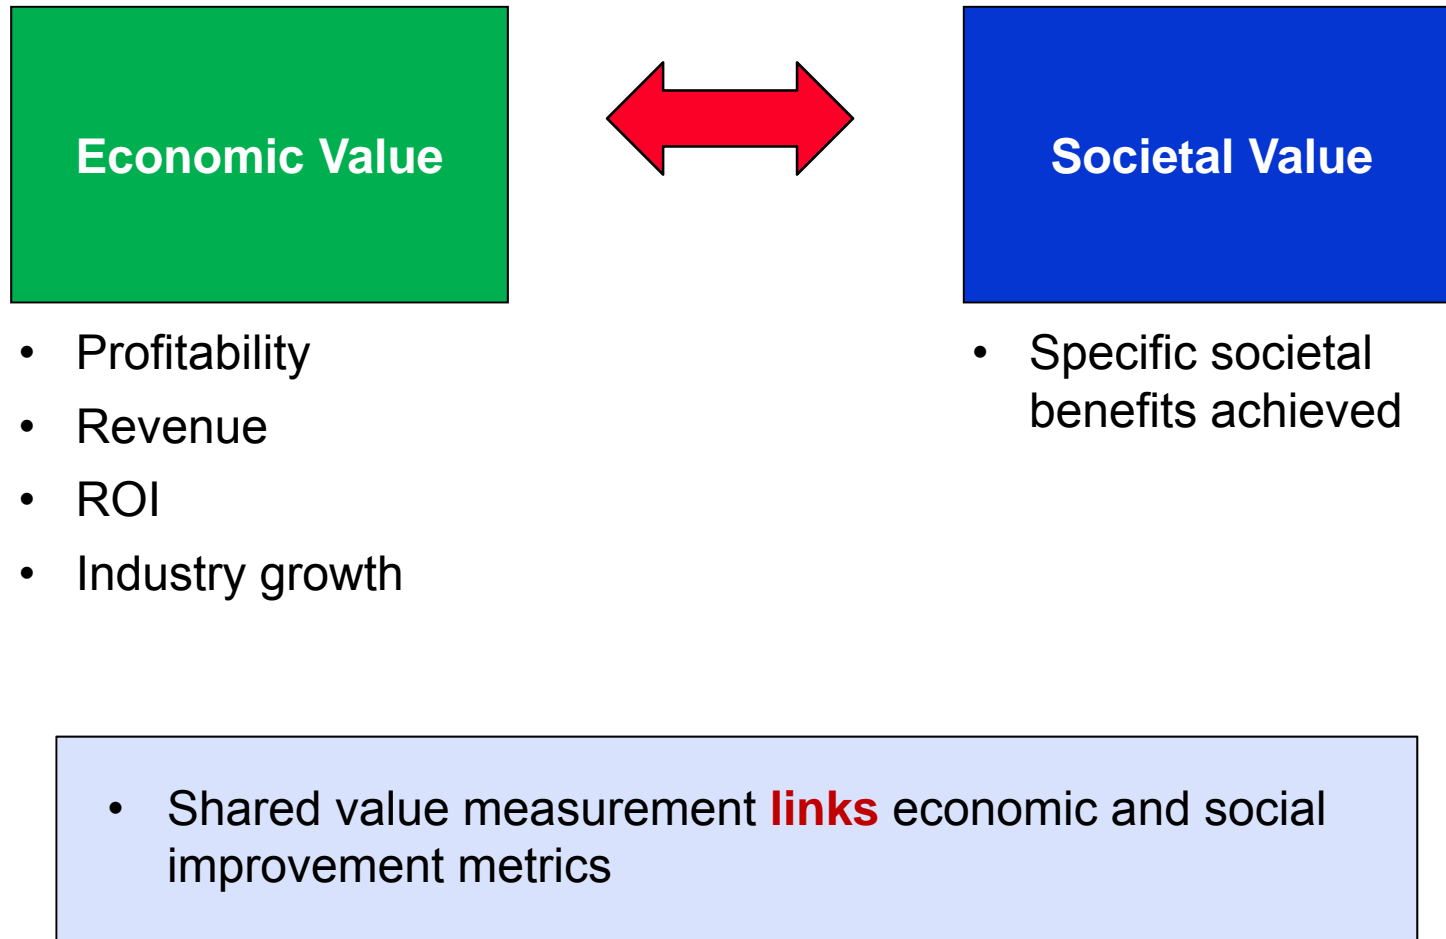 Economic Value
Societal Value
• Profitability
• Revenue
• ROI
• Industry growth
• Specific societal
benefits achieved
• Shared value measurement links economic and social
improvement metrics